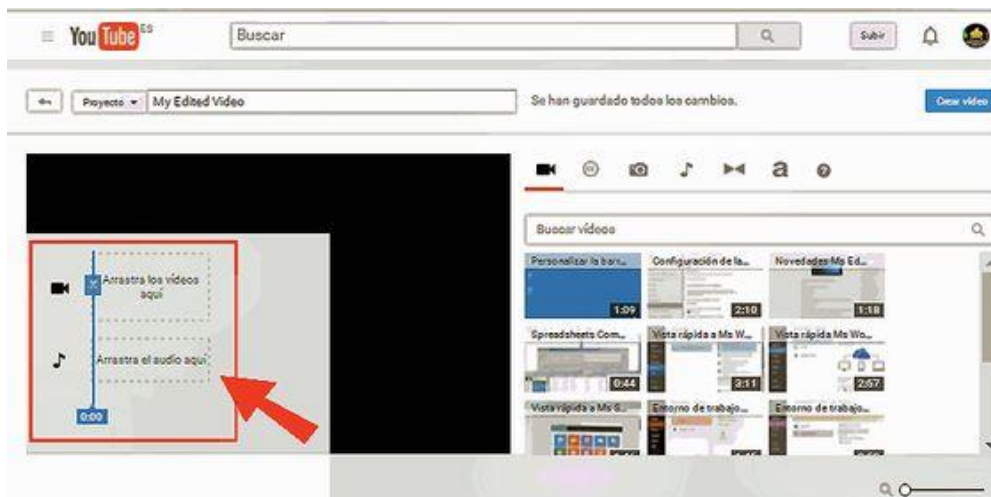 YouTube ES
Buscar
Subir
Proyecto
My Edited Video
Se han guardado todos los cambios.
Crear vídeo
a
Buscar vídeos
Personalizar la barr...
Configuración de la...
Novedades Ms Ed...
1:09
2:10
1:18
Spreadsheets Com...
Vista rápida a Ms W...
Vista rápida Ms Wo...
0:44
3:11
2:57
Vista rápida a Ms S...
Entorno de trabajo...
Entorno de trabajo...
Arrastra los vídeos
aquí
Arrastra el audio aquí
0:00